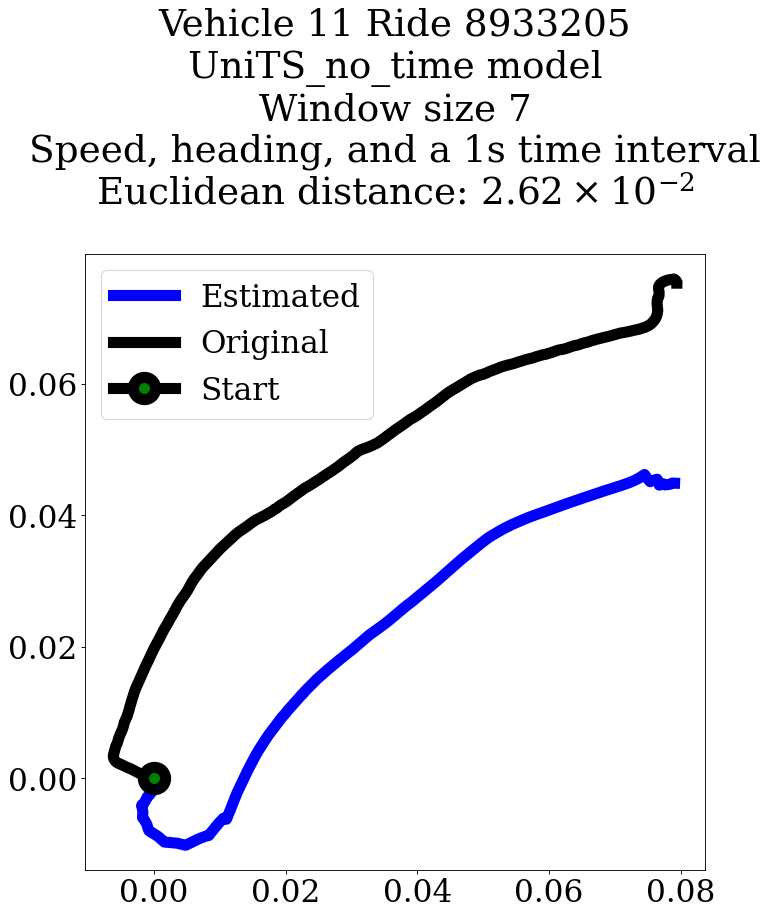 Vehicle 11 Ride 8933205
UniTS_no_time model
Window size 7
Speed, heading, and a 1s time interval
Euclidean distance: 2.62 × 10⁻²
Estimated
Original
Start
0.06
0.04
0.02
0.00
0.00 0.02 0.04 0.06 0.08